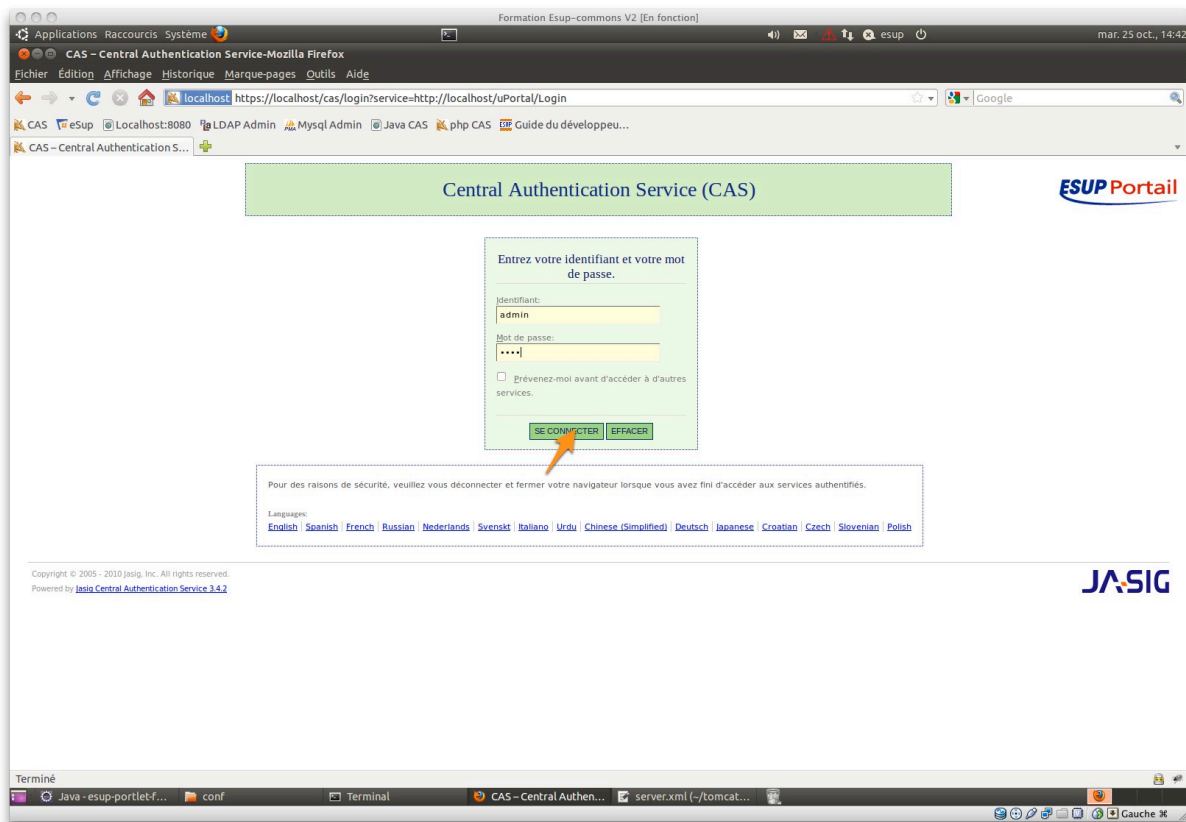 Formation Esup-commons V2 [En fonction]
Applications Raccourcis Système esup mar. 25 oct., 14:42
CAS – Central Authentication Service-Mozilla Firefox
Fichier Édition Affichage Historique Marque-pages Outils Aide
localhost https://localhost/cas/login?service=http://localhost/uPortal/Login Google
CAS eSup Localhost:8080 LDAP Admin Mysql Admin Java CAS php CAS ESUP Guide du développeu...
CAS – Central Authentication S...
Central Authentication Service (CAS)
ESUP Portail
Entrez votre identifiant et votre mot
de passe.
Identifiant:
admin
Mot de passe:
••••
Prévenez-moi avant d'accéder à d'autres
services.
SE CONNECTER EFFACER
Pour des raisons de sécurité, veuillez vous déconnecter et fermer votre navigateur lorsque vous avez fini d'accéder aux services authentifiés.
Languages:
English | Spanish | French | Russian | Nederlands | Svenskt | Italiano | Urdu | Chinese (Simplified) | Deutsch | Japanese | Croatian | Czech | Slovenian | Polish
Copyright © 2005 - 2010 Jasig, Inc. All rights reserved.
Powered by Jasig Central Authentication Service 3.4.2
JA-SIG
Terminé
Java - esup-portlet-f... conf Terminal CAS – Central Authen... server.xml (~/tomcat...
Gauche ⌘